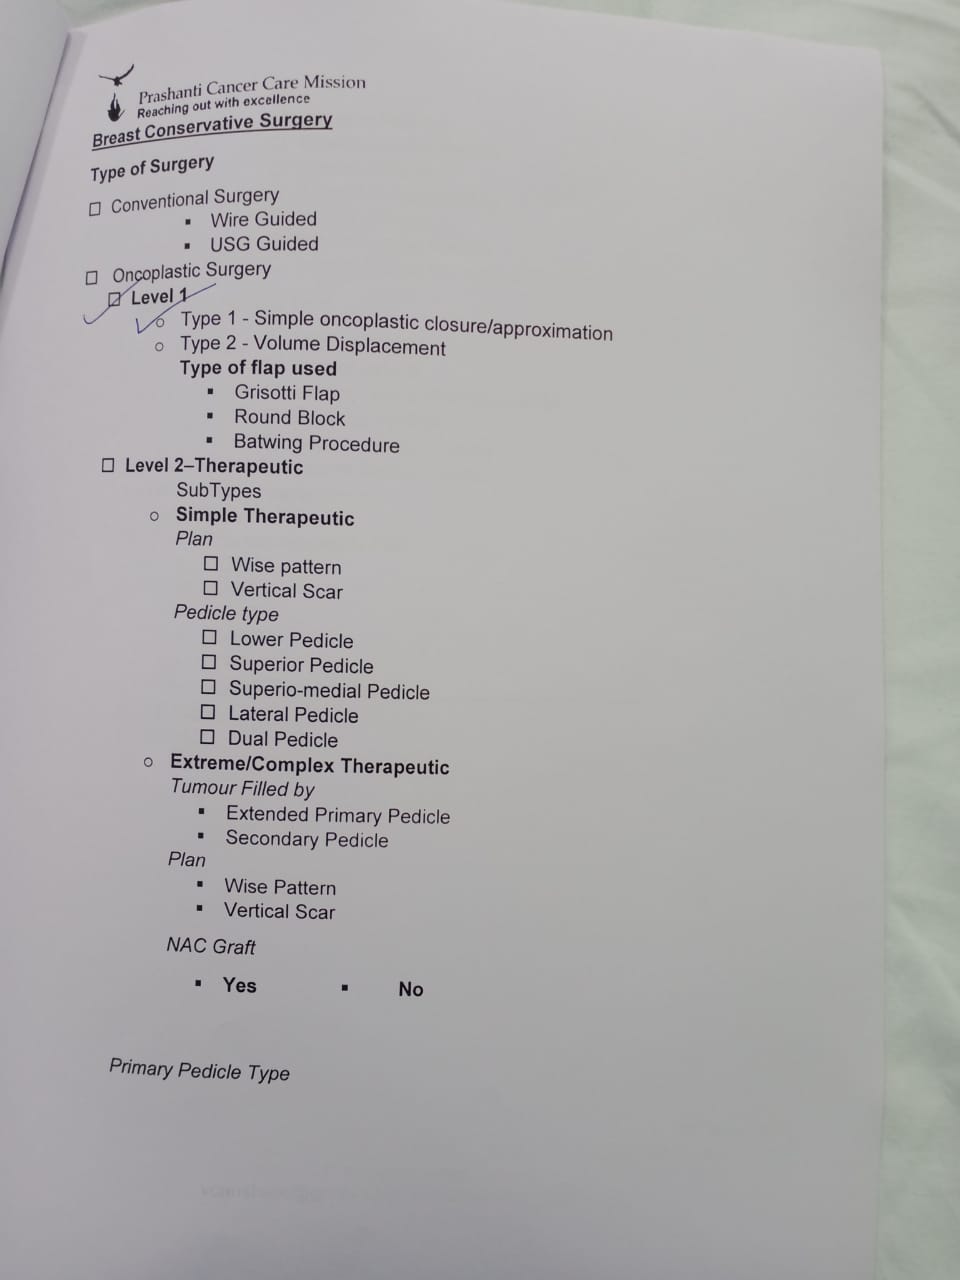 Prashanti Cancer Care Mission
Reaching out with excellence
Breast Conservative Surgery
Type of Surgery
☐ Conventional Surgery
▪ Wire Guided
▪ USG Guided
☐ Oncoplastic Surgery
☐ Level 1
○ Type 1 - Simple oncoplastic closure/approximation
○ Type 2 - Volume Displacement
Type of flap used
▪ Grisotti Flap
▪ Round Block
▪ Batwing Procedure
☐ Level 2–Therapeutic
SubTypes
○ Simple Therapeutic
Plan
☐ Wise pattern
☐ Vertical Scar
Pedicle type
☐ Lower Pedicle
☐ Superior Pedicle
☐ Superio-medial Pedicle
☐ Lateral Pedicle
☐ Dual Pedicle
○ Extreme/Complex Therapeutic
Tumour Filled by
▪ Extended Primary Pedicle
▪ Secondary Pedicle
Plan
▪ Wise Pattern
▪ Vertical Scar
NAC Graft
▪ Yes ▪ No
Primary Pedicle Type